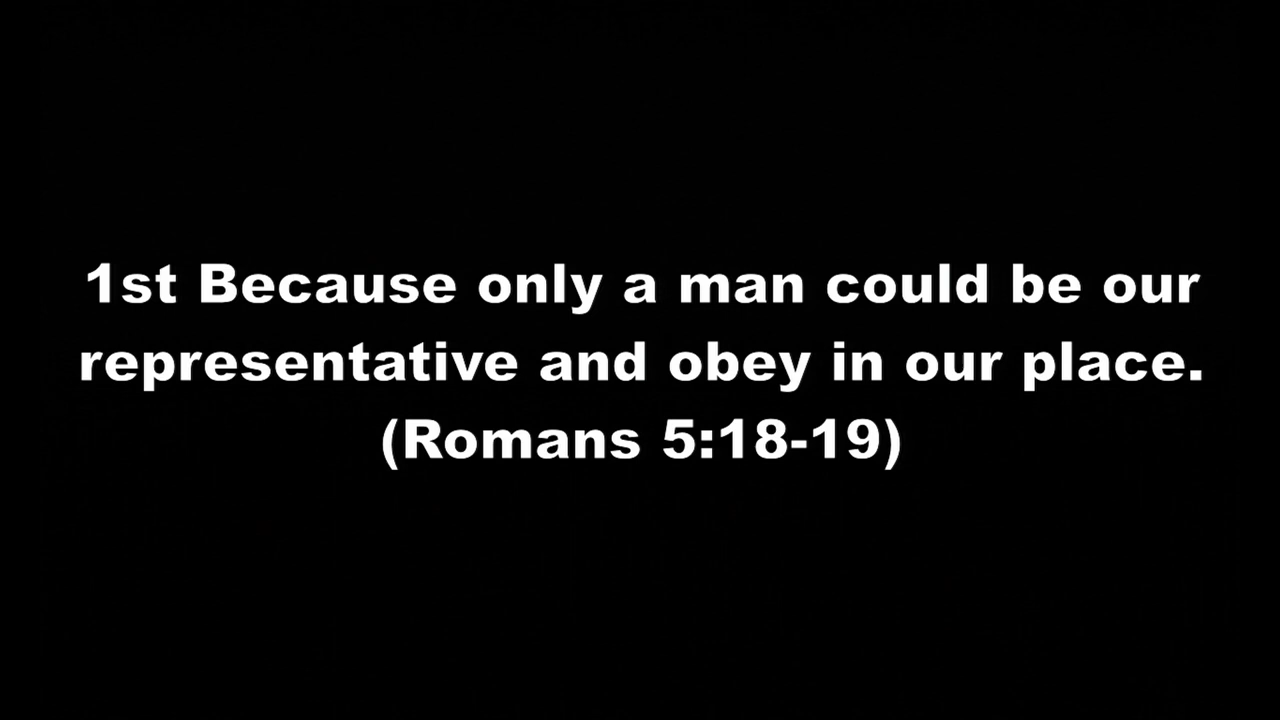 1st Because only a man could be our
representative and obey in our place.
(Romans 5:18-19)